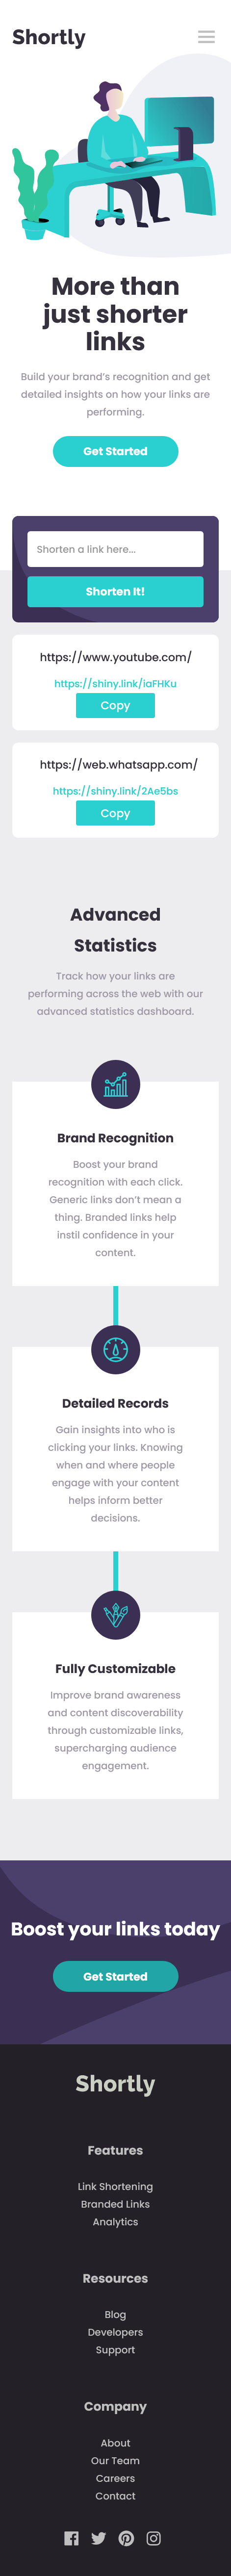 Shortly
More than
just shorter
links
Build your brand's recognition and get
detailed insights on how your links are
performing.
Get Started
Shorten a link here...
Shorten It!
https://www.youtube.com/
https://shiny.link/iaFHKu
Copy
https://web.whatsapp.com/
https://shiny.link/2Ae5bs
Copy
Advanced
Statistics
Track how your links are
performing across the web with our
advanced statistics dashboard.
Brand Recognition
Boost your brand
recognition with each click.
Generic links don't mean a
thing. Branded links help
instil confidence in your
content.
Detailed Records
Gain insights into who is
clicking your links. Knowing
when and where people
engage with your content
helps inform better
decisions.
Fully Customizable
Improve brand awareness
and content discoverability
through customizable links,
supercharging audience
engagement.
Boost your links today
Get Started
Shortly
Features
Link Shortening
Branded Links
Analytics
Resources
Blog
Developers
Support
Company
About
Our Team
Careers
Contact